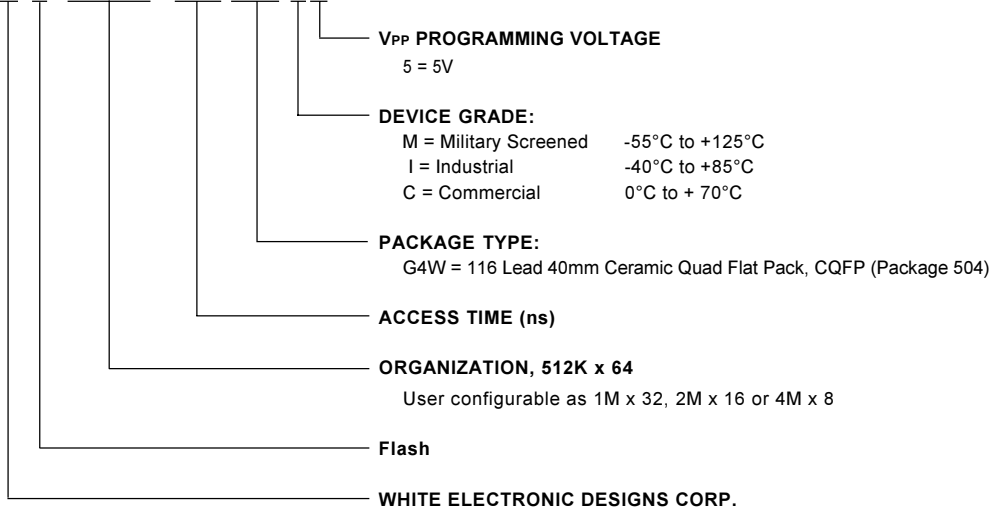 VPP PROGRAMMING VOLTAGE
5 = 5V
DEVICE GRADE:
M = Military Screened -55°C to +125°C
I = Industrial -40°C to +85°C
C = Commercial 0°C to + 70°C
PACKAGE TYPE:
G4W = 116 Lead 40mm Ceramic Quad Flat Pack, CQFP (Package 504)
ACCESS TIME (ns)
ORGANIZATION, 512K x 64
User configurable as 1M x 32, 2M x 16 or 4M x 8
Flash
WHITE ELECTRONIC DESIGNS CORP.